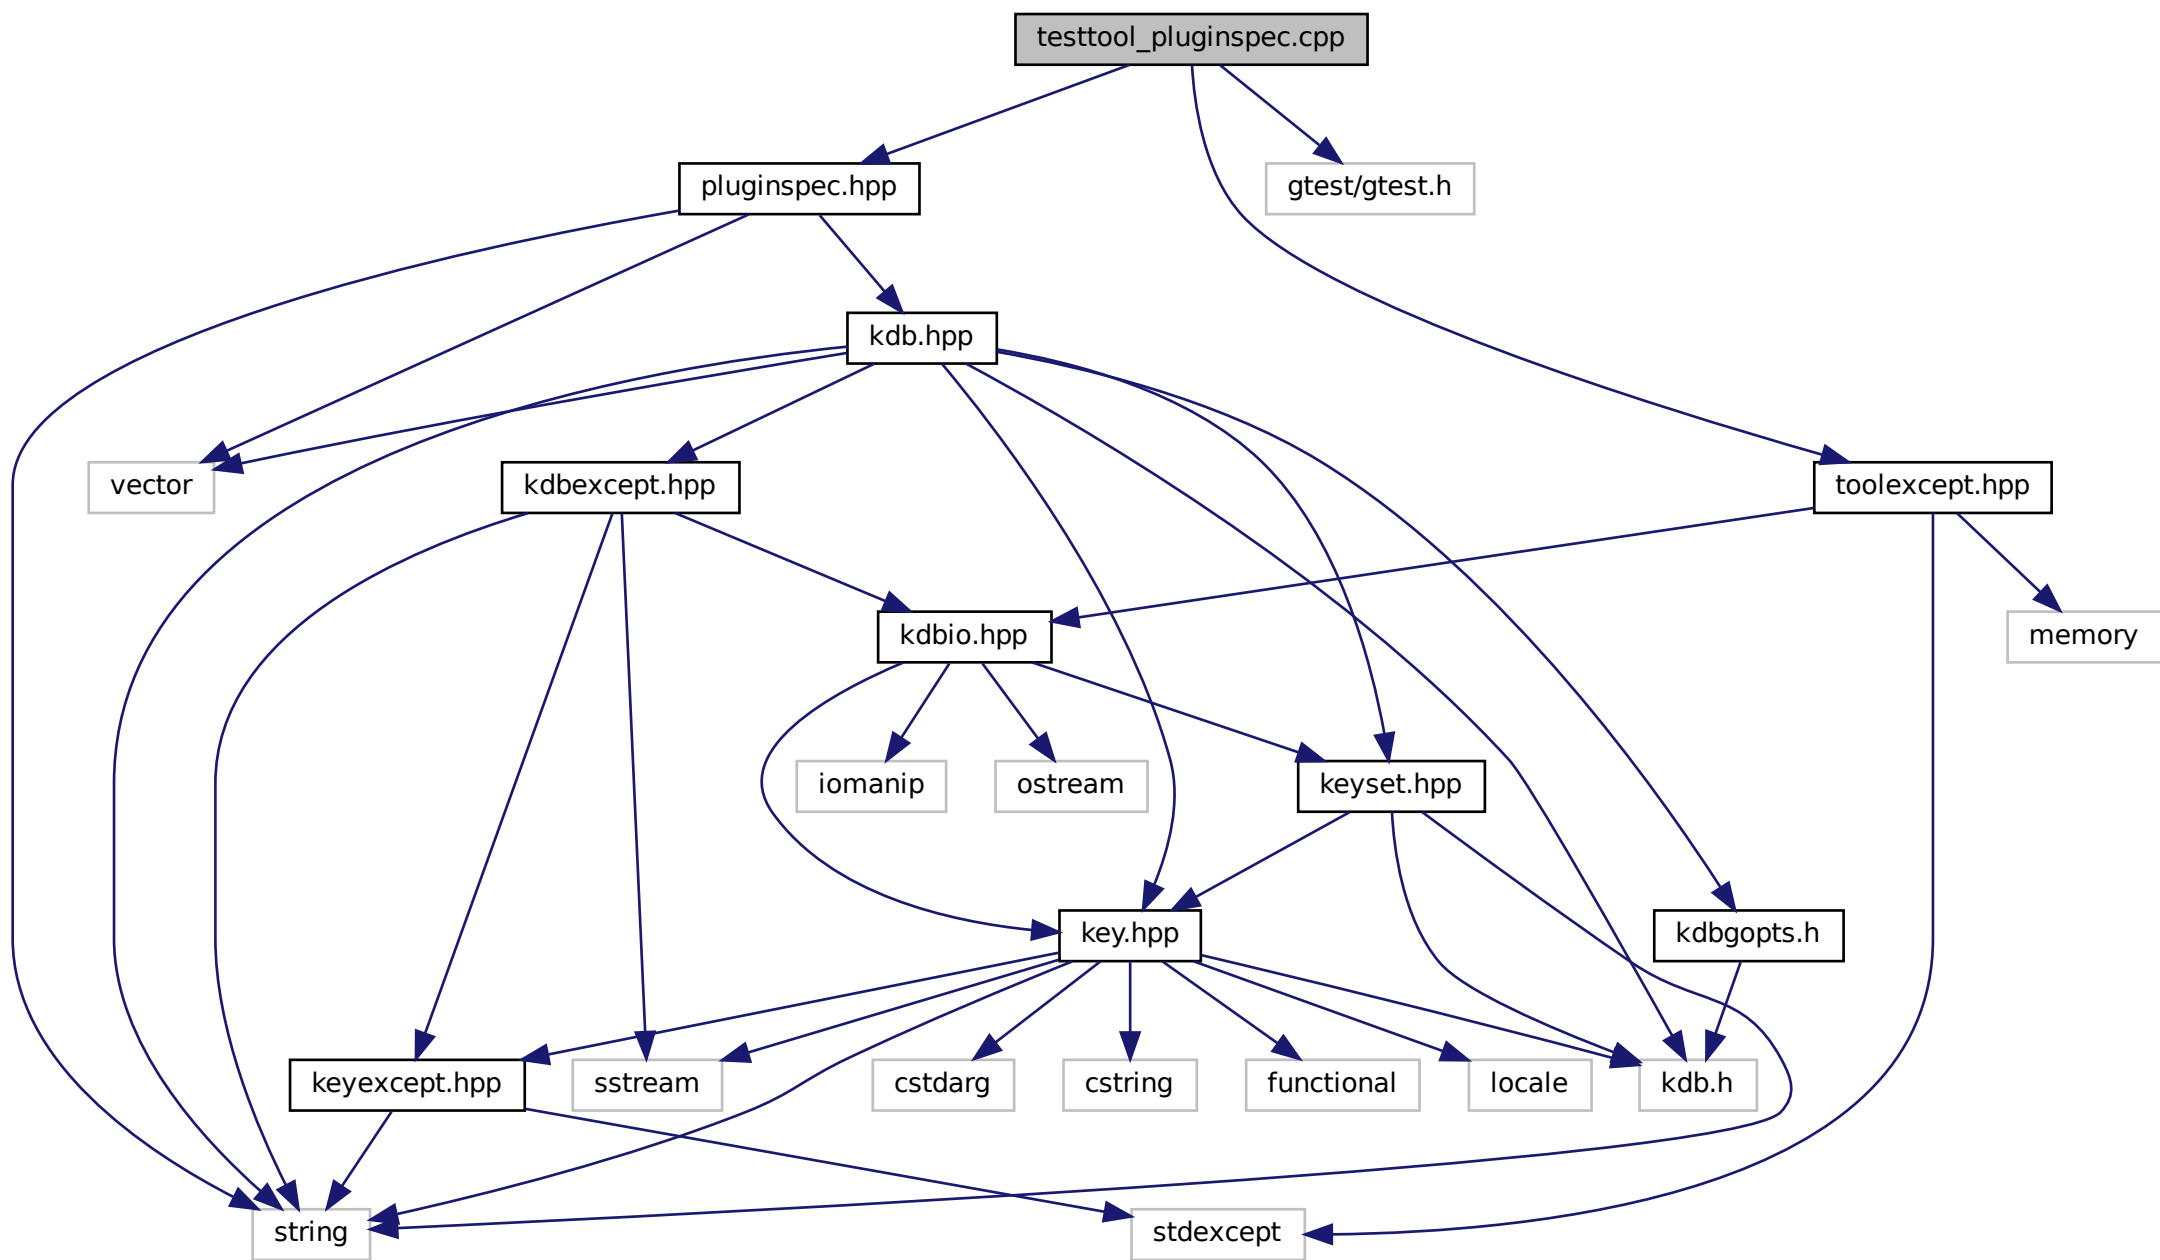 testtool_pluginspec.cpp
pluginspec.hpp
gtest/gtest.h
kdb.hpp
vector
kdbexcept.hpp
toolexcept.hpp
kdbio.hpp
memory
iomanip
ostream
keyset.hpp
key.hpp
kdbgopts.h
keyexcept.hpp
sstream
cstdarg
cstring
functional
locale
kdb.h
string
stdexcept